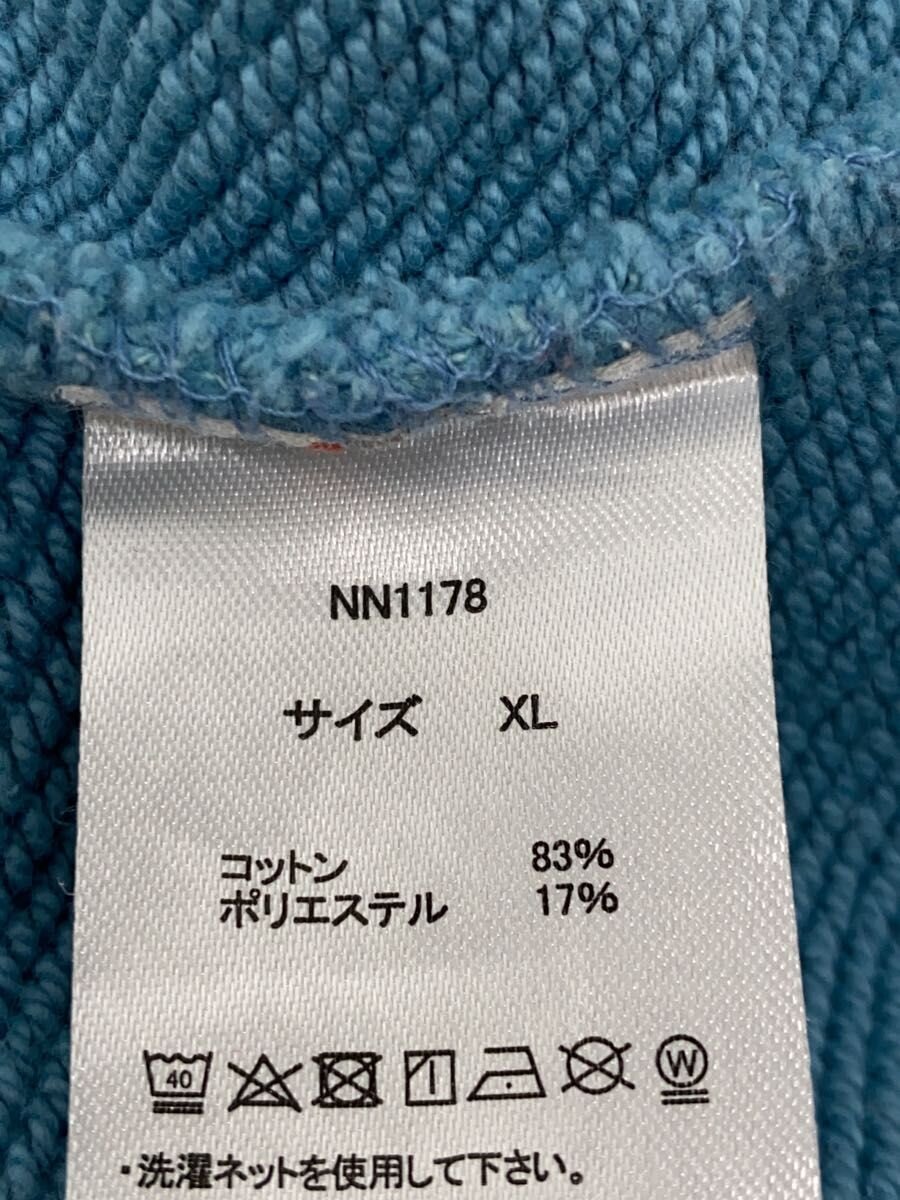 NN1178
サイズ XL
コットン 83%
ポリエステル 17%
40 W
・洗濯ネットを使用して下さい。